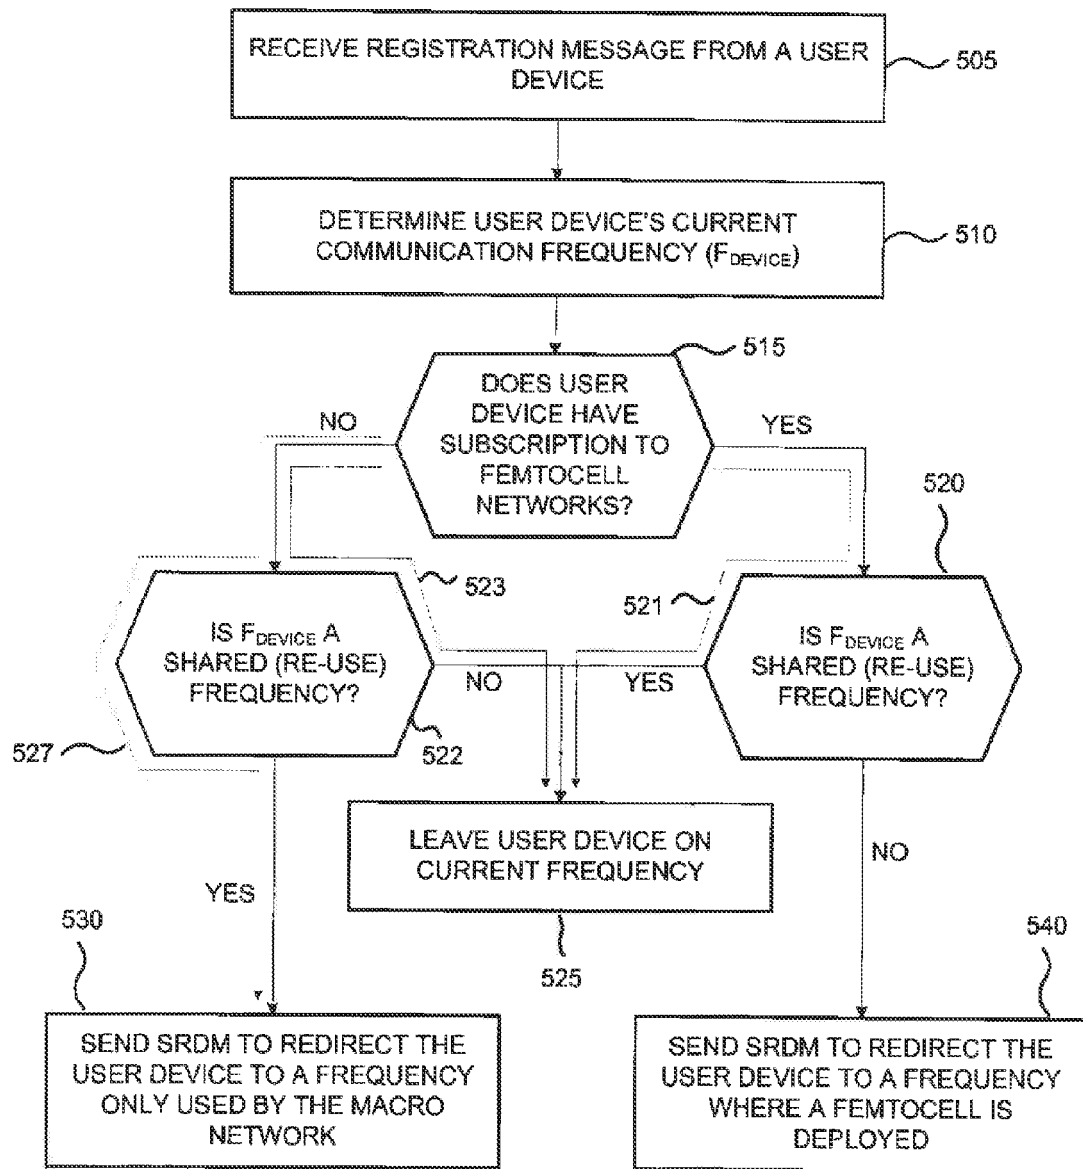 RECEIVE REGISTRATION MESSAGE FROM A USER
DEVICE
505
DETERMINE USER DEVICE'S CURRENT
COMMUNICATION FREQUENCY (FDEVICE)
510
515
DOES USER
DEVICE HAVE
SUBSCRIPTION TO
FEMTOCELL
NETWORKS?
NO
YES
520
523
521
IS FDEVICE A
SHARED (RE-USE)
FREQUENCY?
NO
YES
IS FDEVICE A
SHARED (RE-USE)
FREQUENCY?
527
522
LEAVE USER DEVICE ON
CURRENT FREQUENCY
NO
YES
530
525
540
SEND SRDM TO REDIRECT THE
USER DEVICE TO A FREQUENCY
ONLY USED BY THE MACRO
NETWORK
SEND SRDM TO REDIRECT THE
USER DEVICE TO A FREQUENCY
WHERE A FEMTOCELL IS
DEPLOYED